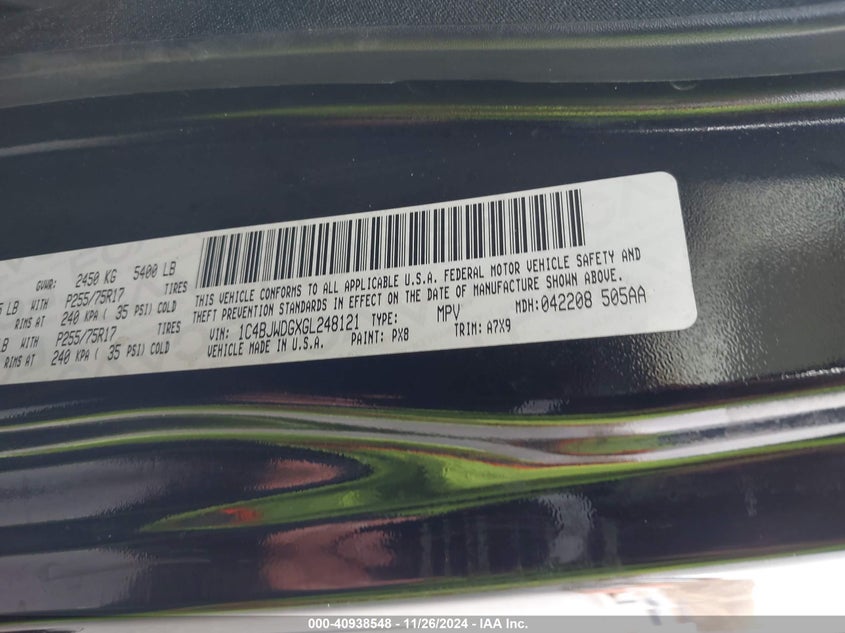 GVWR: 2450 KG 5400 LB
LB WITH P255/75R17 TIRES
RIMS AT 240 KPA ( 35 PSI) COLD
LB WITH P255/75R17 TIRES
RIMS AT 240 KPA ( 35 PSI) COLD
THIS VEHICLE CONFORMS TO ALL APPLICABLE U.S.A. FEDERAL MOTOR VEHICLE SAFETY AND
THEFT PREVENTION STANDARDS IN EFFECT ON THE DATE OF MANUFACTURE SHOWN ABOVE.
VIN: 1C4BJWDGXGL248121 TYPE: MPV MDH:042208 505AA
VEHICLE MADE IN U.S.A. PAINT: PX8 TRIM: A7X9
000-40938548 - 11/26/2024 - IAA Inc.